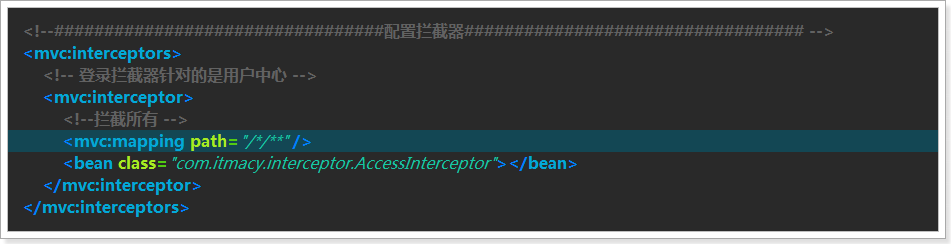 <!--##################################配置拦截器################################### -->
<mvc:interceptors>
<!-- 登录拦截器针对的是用户中心 -->
<mvc:interceptor>
<!--拦截所有 -->
<mvc:mapping path="/*/**"/>
<bean class="com.itmacy.interceptor.AccessInterceptor"></bean>
</mvc:interceptor>
</mvc:interceptors>